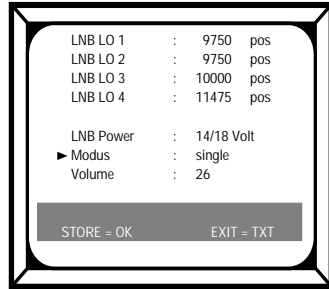 LNB LO 1 : 9750 pos
LNB LO 2 : 9750 pos
LNB LO 3 : 10000 pos
LNB LO 4 : 11475 pos
LNB Power : 14/18 Volt
► Modus : single
Volume : 26
STORE = OK EXIT = TXT